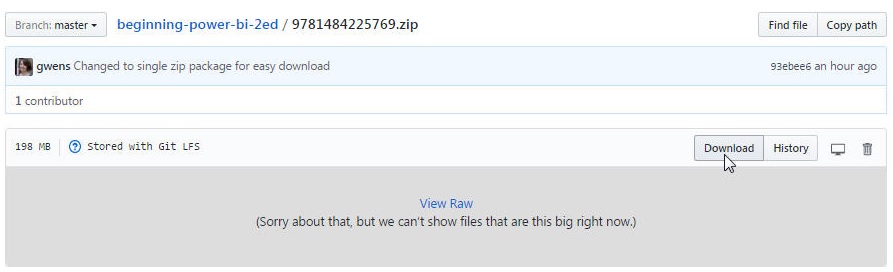 Branch: master beginning-power-bi-2ed / 9781484225769.zip Find file Copy path
gwens Changed to single zip package for easy download 93ebee6 an hour ago
1 contributor
198 MB Stored with Git LFS Download History
View Raw
(Sorry about that, but we can't show files that are this big right now.)